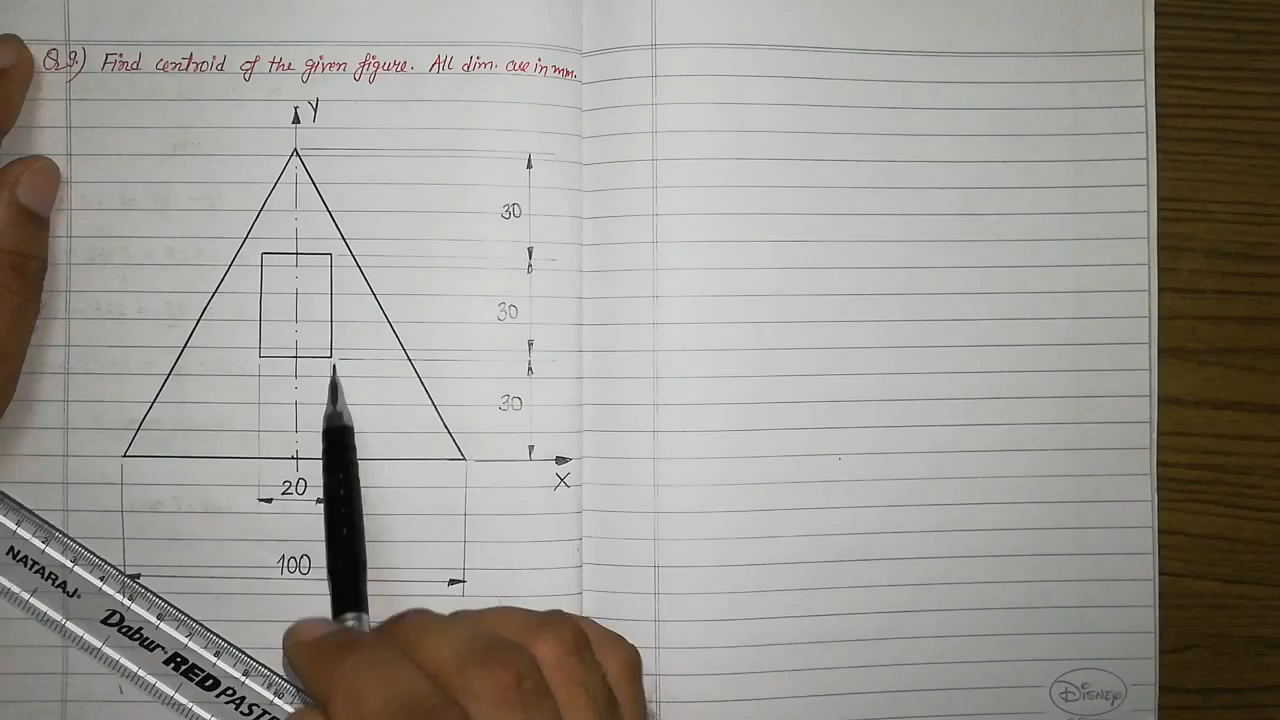 Q 9.) Find centroid of the given figure. All dim. are in mm.
Y
30
30
30
X
20
100
NATARAJ
Dabur RED PASTE
DISNEY